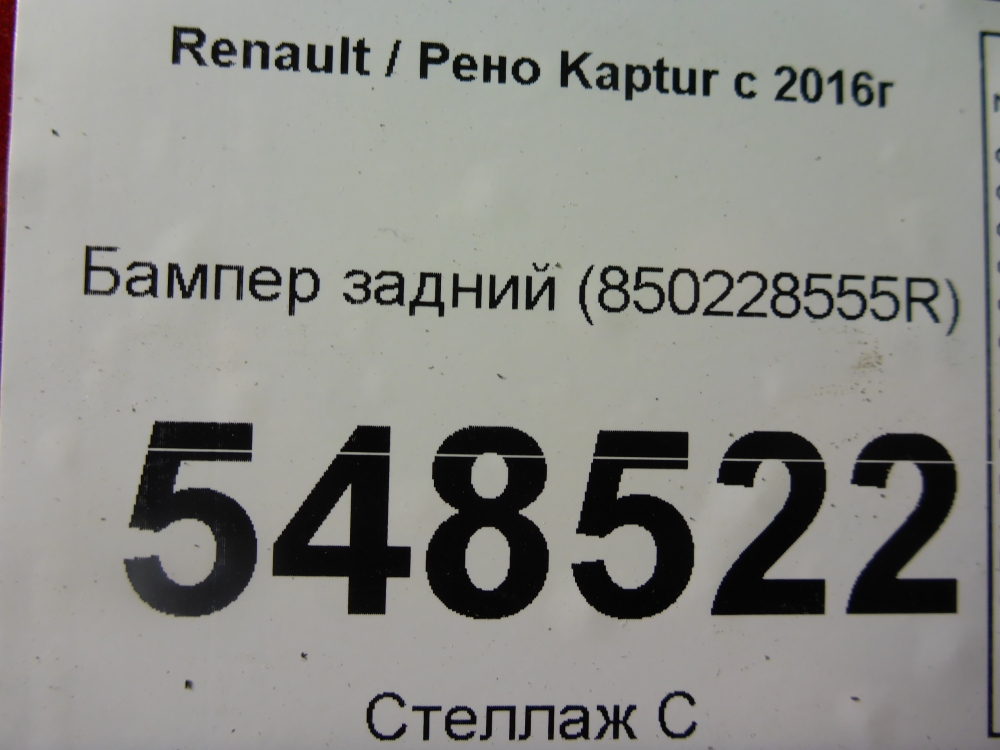 Renault / Рено Kaptur с 2016г
Бампер задний (850228555R)
548522
Стеллаж С